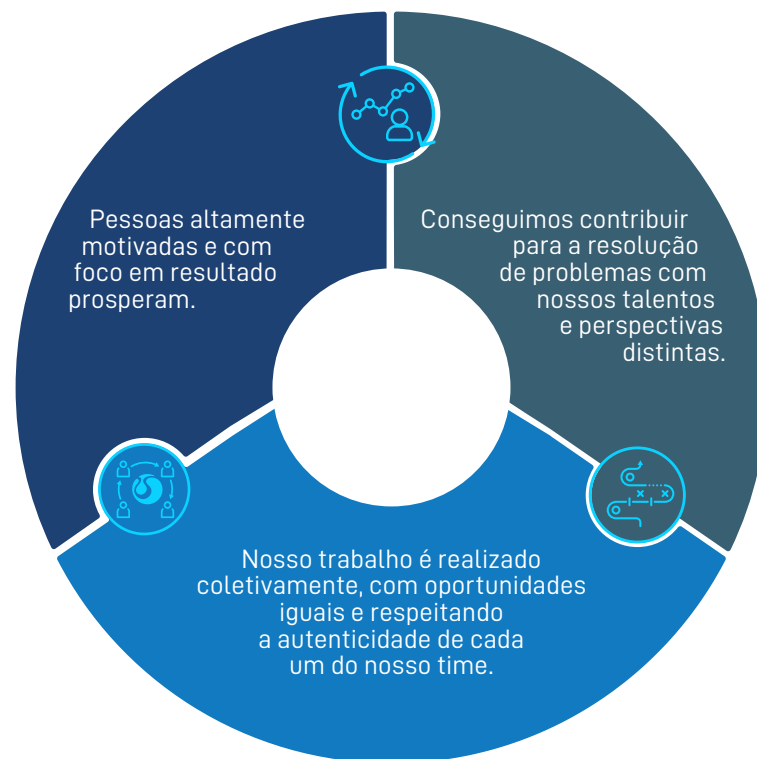 Pessoas altamente
motivadas e com
foco em resultado
prosperam.
Conseguimos contribuir
para a resolução
de problemas com
nossos talentos
e perspectivas
distintas.
Nosso trabalho é realizado
coletivamente, com oportunidades
iguais e respeitando
a autenticidade de cada
um do nosso time.